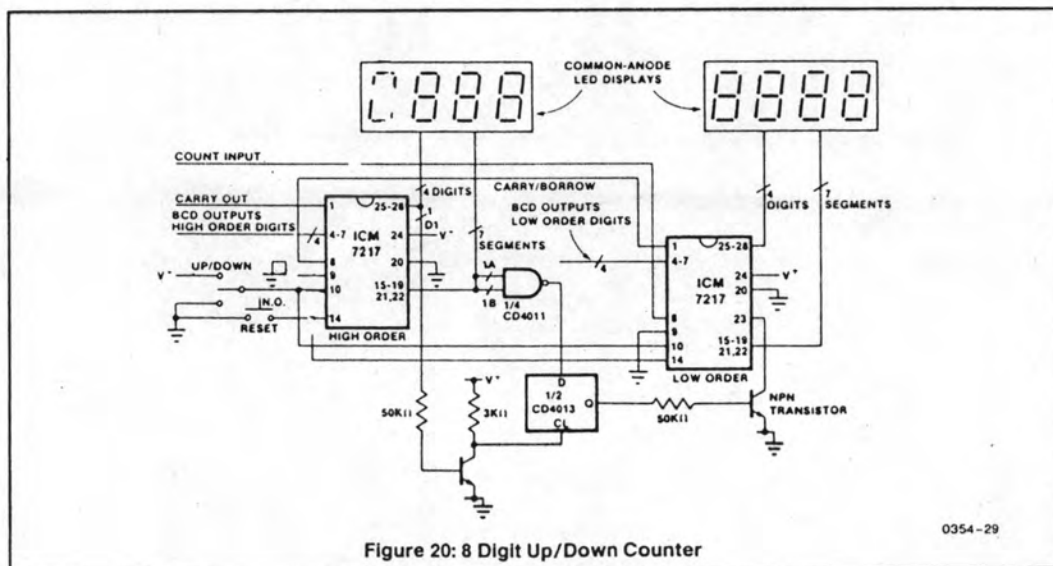 COMMON-ANODE
LED DISPLAYS
COUNT INPUT
CARRY OUT
BCD OUTPUTS
HIGH ORDER DIGITS
4
UP/DOWN
V-
N.O.
RESET
1
4-7
8
9
10
14
ICM
7217
25-28
24
20
15-19
21,22
HIGH ORDER
4 DIGITS
1
D1
V-
7
SEGMENTS
1A
1B
1/4
CD4011
CARRY/BORROW
BCD OUTPUTS
LOW ORDER DIGITS
4
4
DIGITS
7
SEGMENTS
1
4-7
8
9
10
14
ICM
7217
25-28
24
20
23
15-19
21,22
V+
LOW ORDER
50KΩ
V+
3KΩ
D
1/2
CD4013
CL
Q
50KΩ
NPN
TRANSISTOR
0354-29
Figure 20: 8 Digit Up/Down Counter